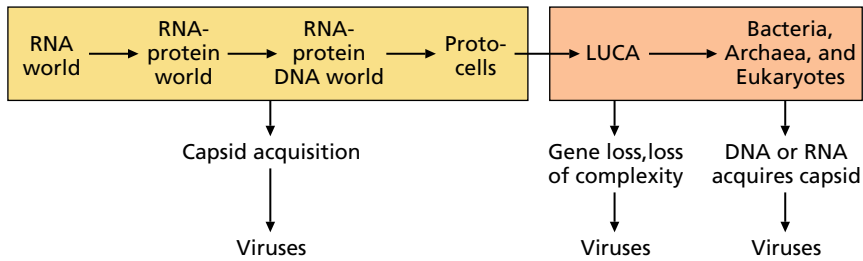 RNA
world
RNA-
protein
world
RNA-
protein
DNA world
Proto-
cells
LUCA
Bacteria,
Archaea, and
Eukaryotes
Capsid acquisition
Gene loss,loss
of complexity
DNA or RNA
acquires capsid
Viruses
Viruses
Viruses